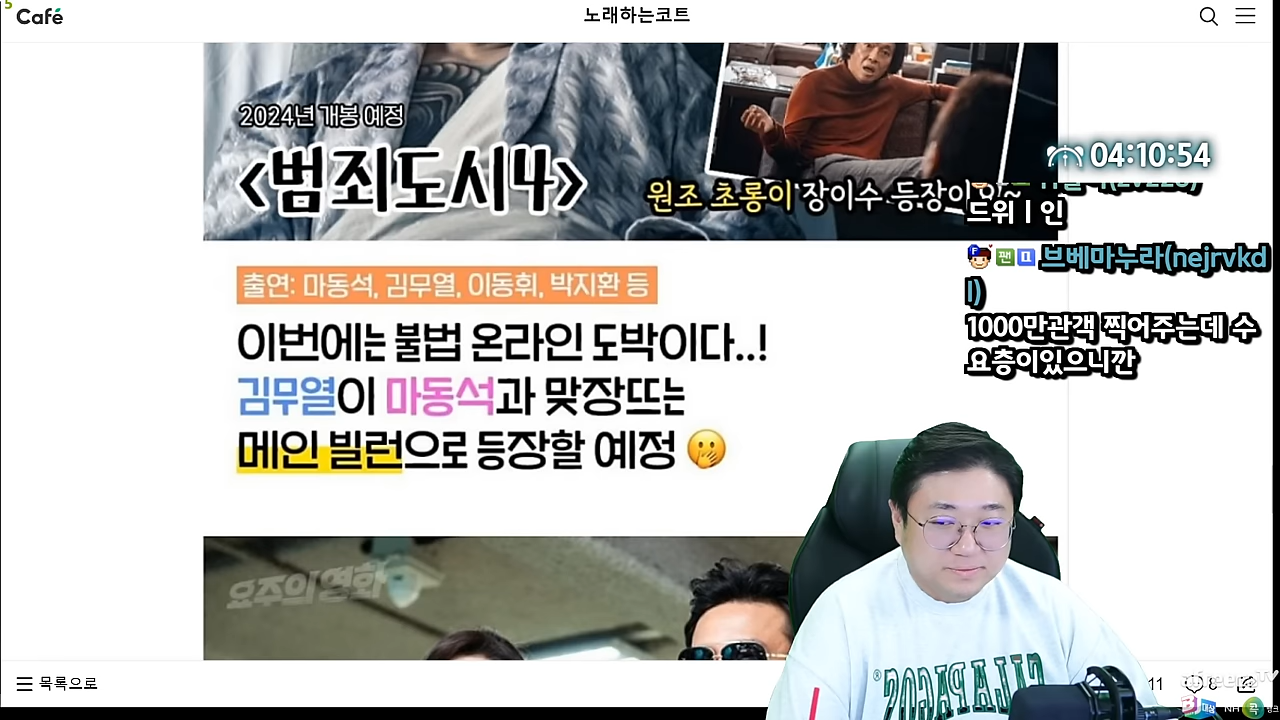 Café
노래하는코트
2024년 개봉 예정
<범죄도시4>
원조 초롱이 장이수 등장이
04:10:54
드위ㅣ인
브베마누라(nejrvkd
l)
1000만관객 찍어주는데 수
요층이있으니깐
출연: 마동석, 김무열, 이동휘, 박지환 등
이번에는 불법 온라인 도박이다..!
김무열이 마동석과 맞장뜨는
메인 빌런으로 등장할 예정
요주의영화
FILA PAGOS
목록으로
11
8